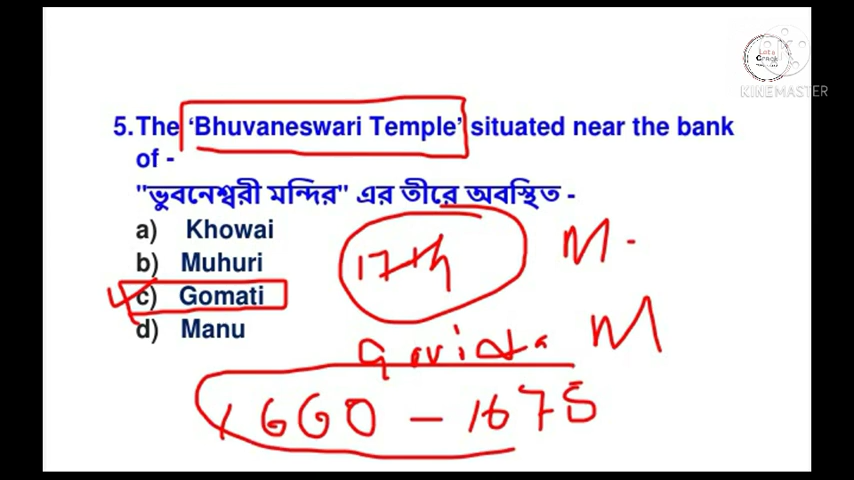 KINEMASTER
5. The 'Bhuvaneswari Temple' situated near the bank
of -
"ভুবনেশ্বরী মন্দির" এর তীরে অবস্থিত -
a) Khowai
b) Muhuri
c) Gomati
d) Manu
17th
M.
M
1660 - 1675